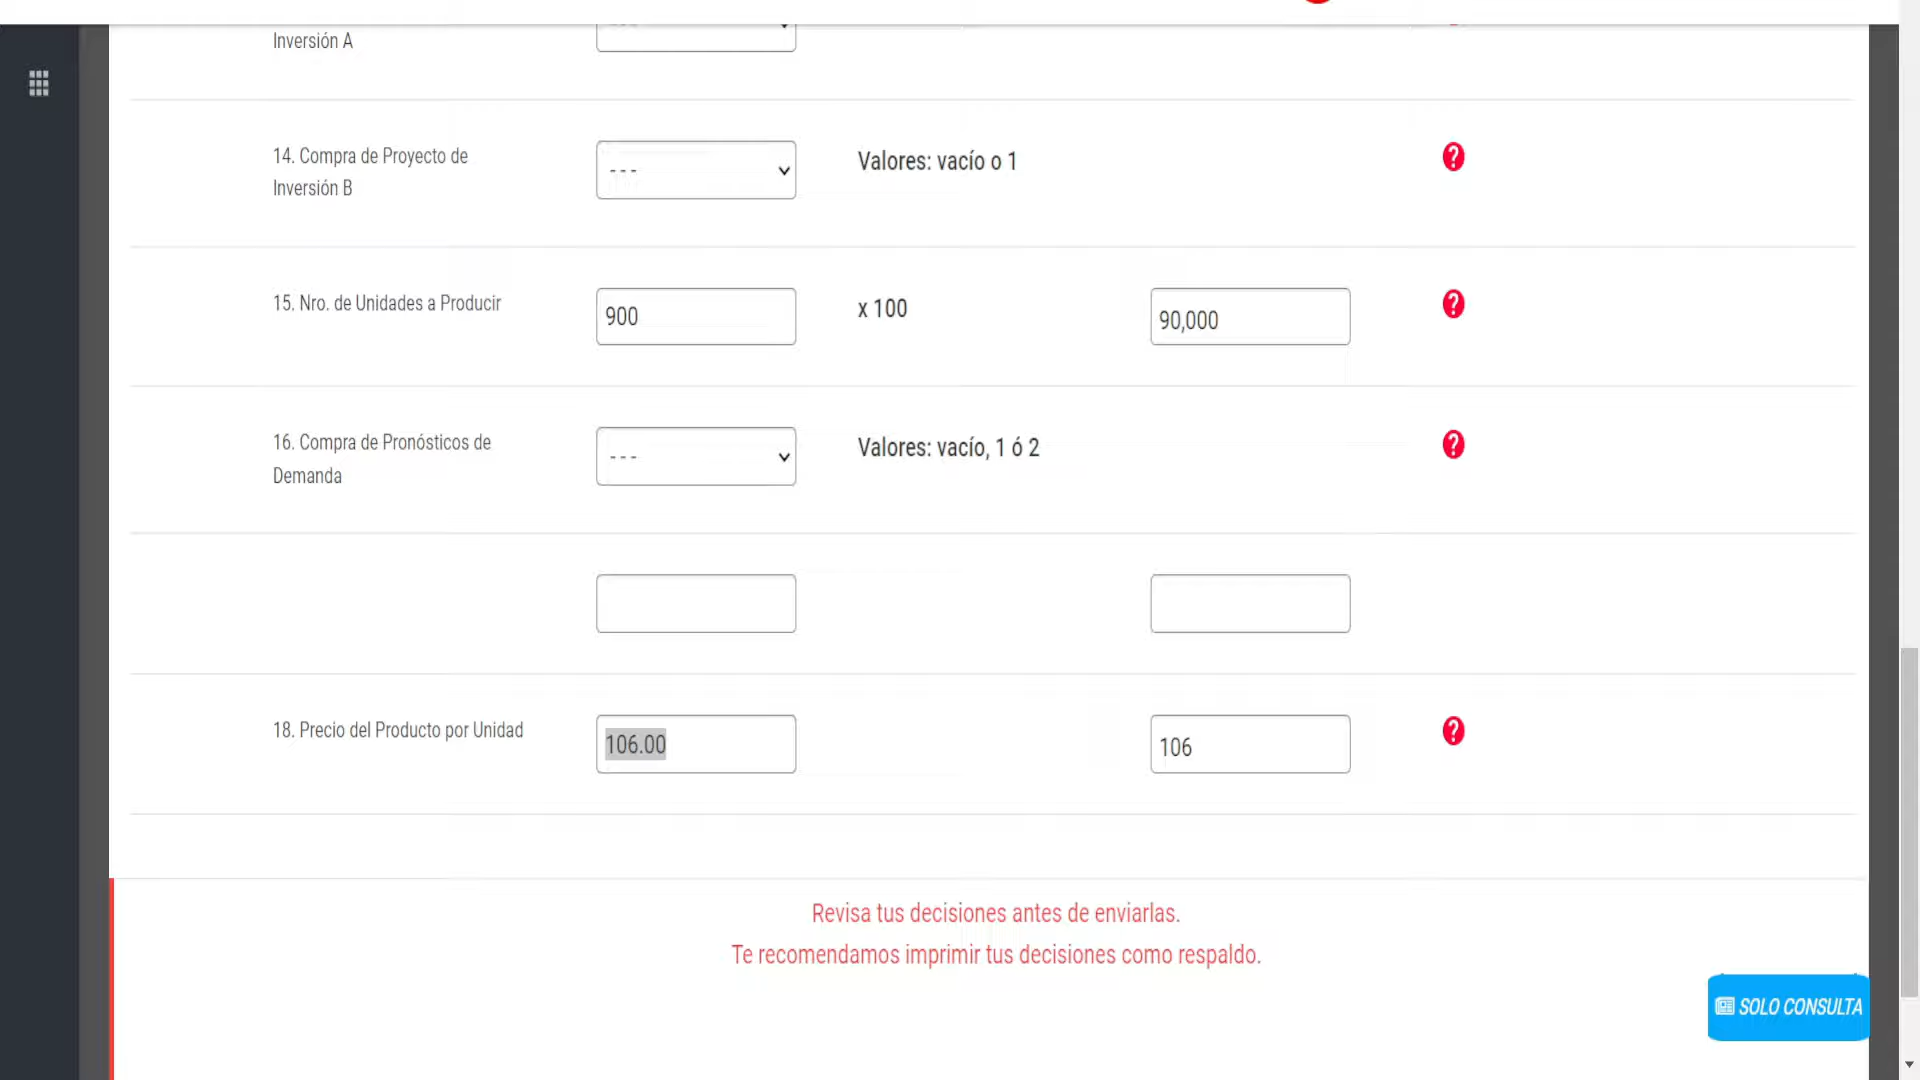 Inversión A
14. Compra de Proyecto de
Inversión B
---
Valores: vacío o 1
?
15. Nro. de Unidades a Producir
900
x 100
90,000
?
16. Compra de Pronósticos de
Demanda
---
Valores: vacío, 1 ó 2
?
18. Precio del Producto por Unidad
106.00
106
?
Revisa tus decisiones antes de enviarlas.
Te recomendamos imprimir tus decisiones como respaldo.
SOLO CONSULTA